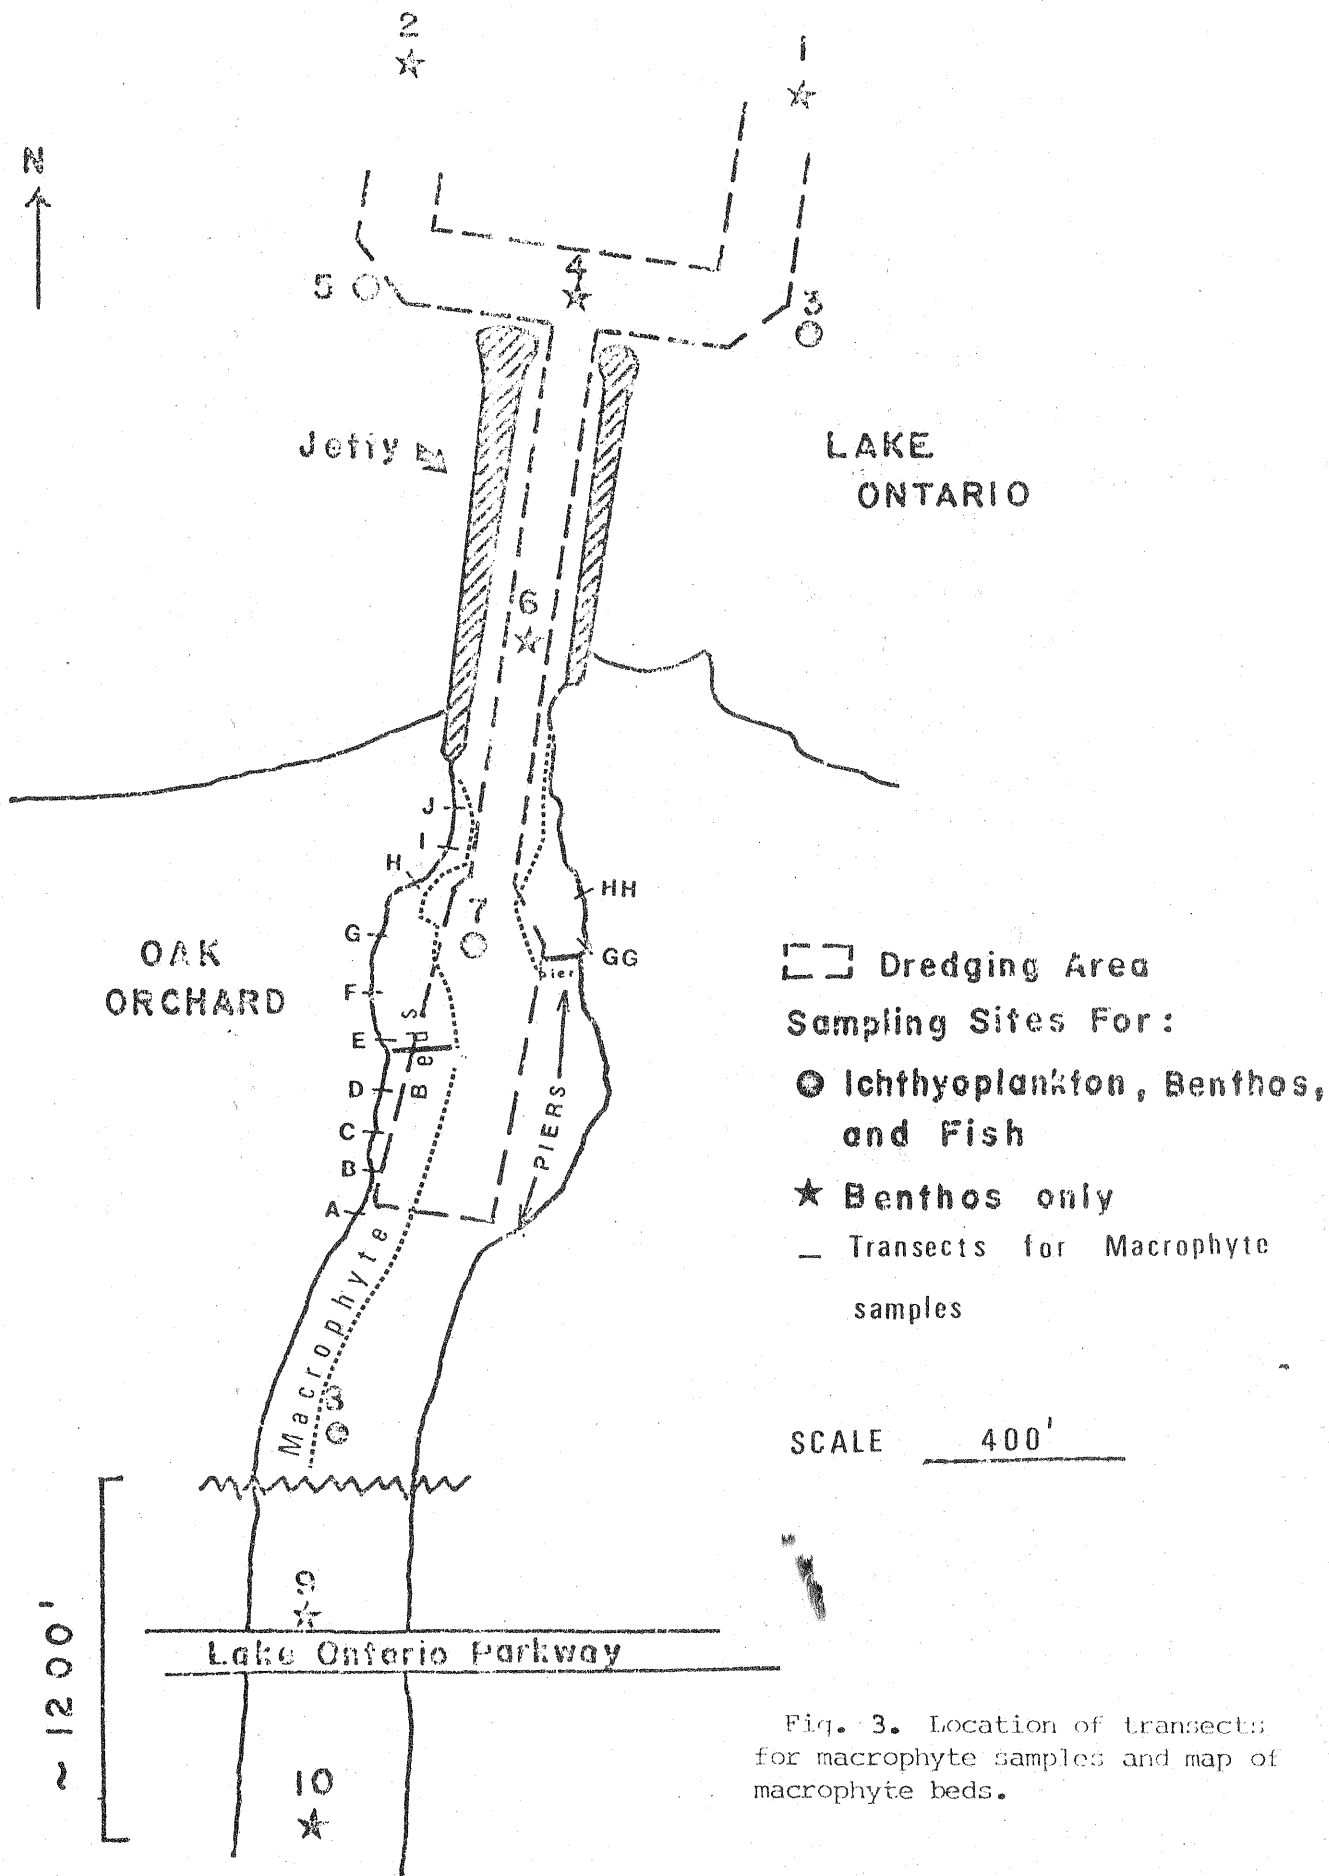 2
1
N
5
4
3
Jetty
LAKE
ONTARIO
6
J
I
H
HH
7
G
GG
OAK
ORCHARD
pier
F
E
Beds
D
C
B
A
PIERS
Macrophyte
8
Dredging Area
Sampling Sites For:
Ichthyoplankton, Benthos,
and Fish
Benthos only
Transects for Macrophyte
samples
SCALE 400'
9
Lake Ontario Parkway
~1200'
10
Fig. 3. Location of transects
for macrophyte samples and map of
macrophyte beds.